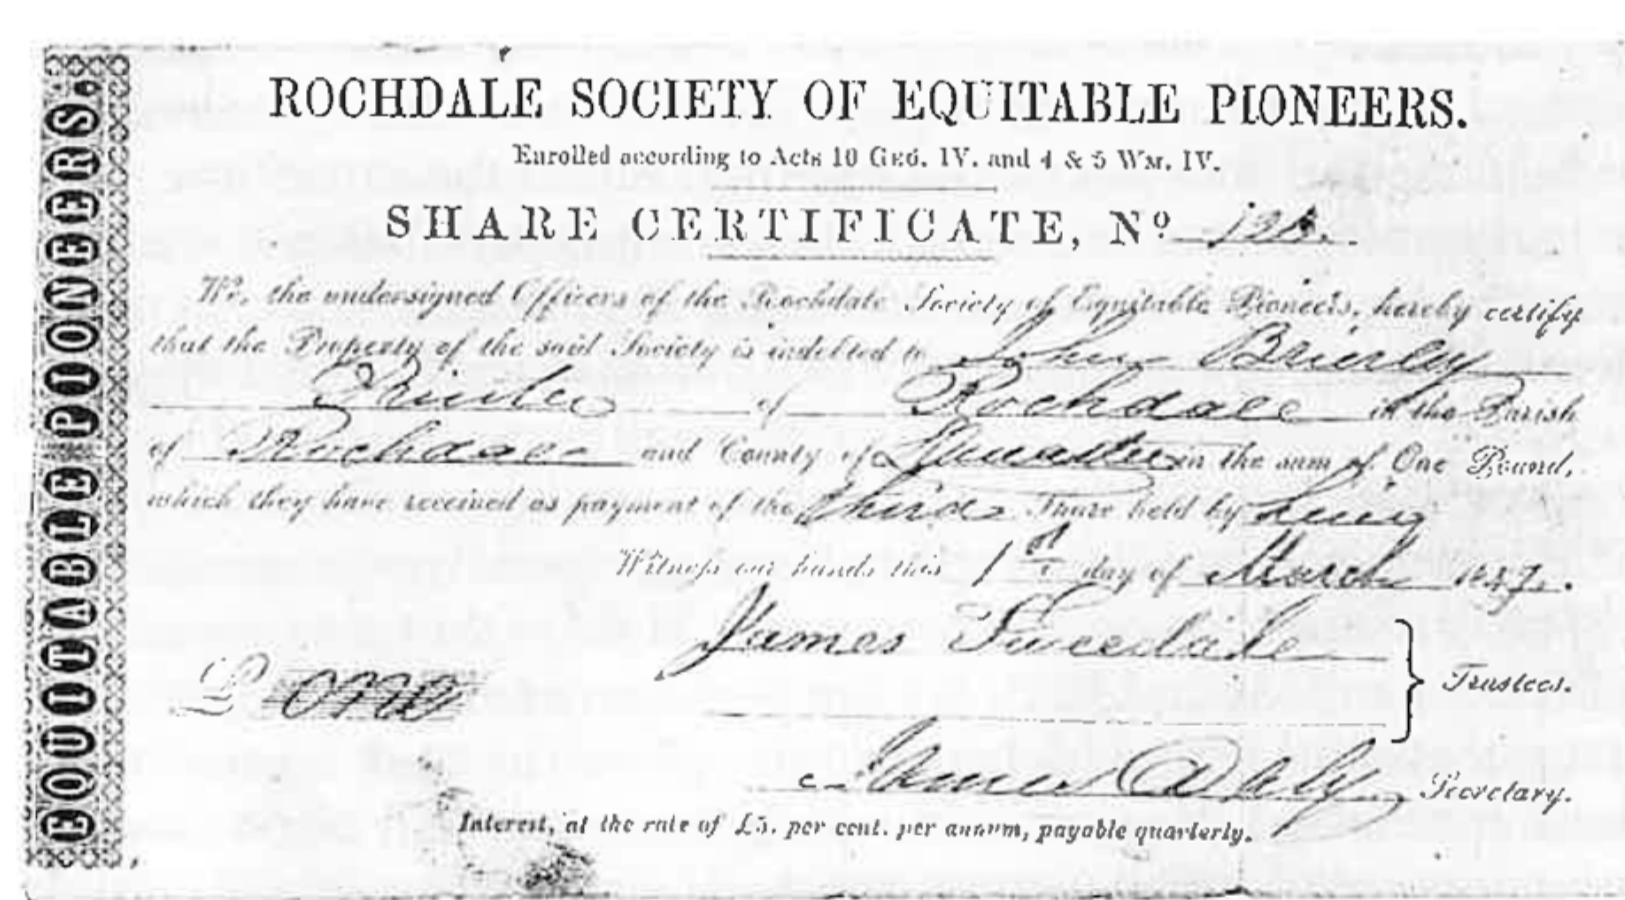 EQUITABLE PIONEERS.
ROCHDALE SOCIETY OF EQUITABLE PIONEERS.
Enrolled according to Acts 10 GEO. IV. and 4 & 5 WM. IV.
SHARE CERTIFICATE, Nº
We, the undersigned Officers of the Rochdale Society of Equitable Pioneers, hereby certify
that the Property of the said Society is indebted to John Brierley
of Rochdale in the Parish
of Rochdale and County of Lancaster in the sum of One Pound,
which they have received as payment of the third Share held by him
Witness our hands this 1st day of March 1847.
James Tweedale
£ one
Trustees.
James Daly Secretary.
Interest, at the rate of £5. per cent. per annum, payable quarterly.